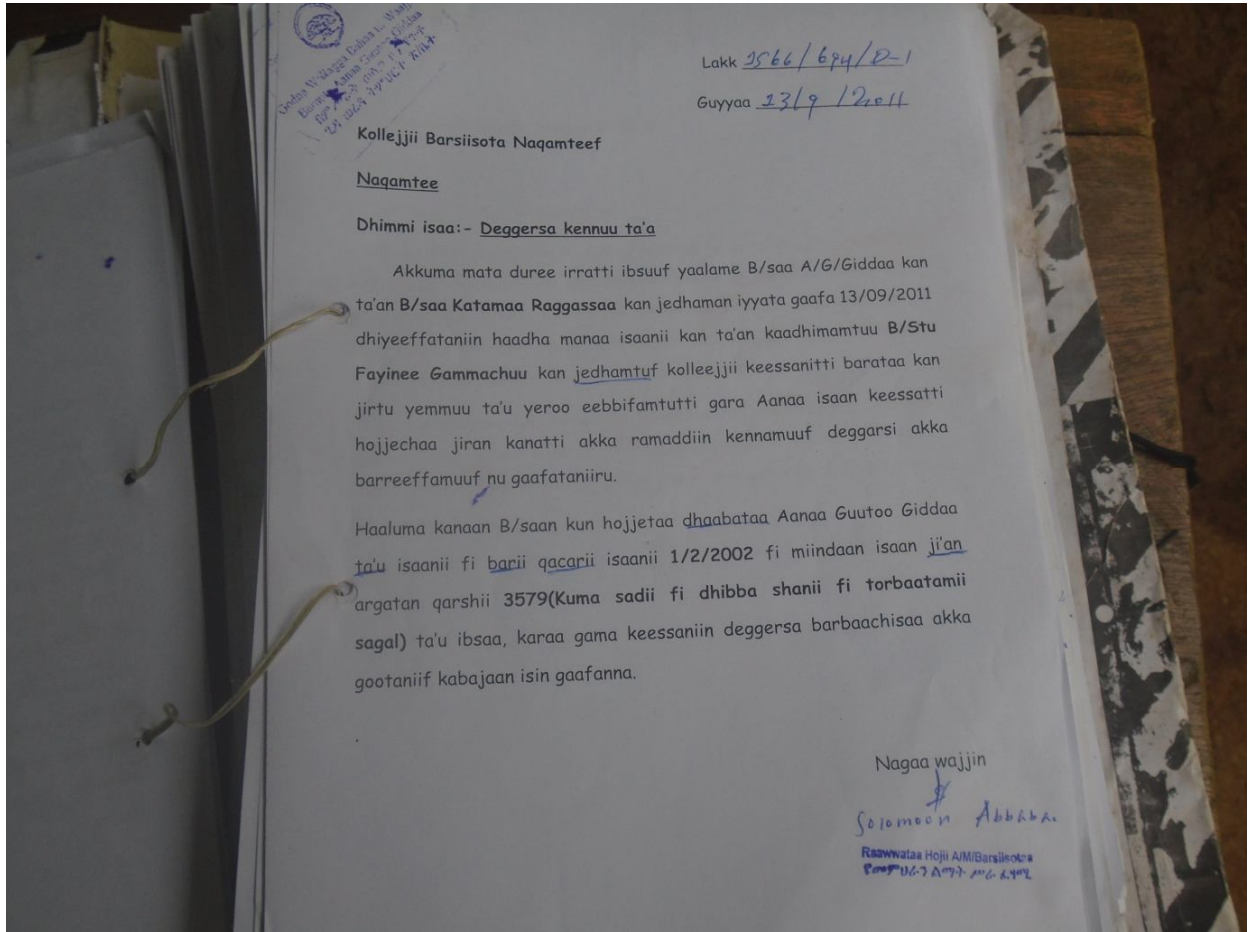 Lakk 1566/694/D-1
Guyyaa 13/9/2011
Kollejjii Barsiisota Naqamteef
Naqamtee
Dhimmi isaa:- Deggersa kennuu ta'a
Akkuma mata duree irratti ibsuuf yaalame B/saa A/G/Giddaa kan
ta'an B/saa Katamaa Raggassaa kan jedhaman iyyata gaafa 13/09/2011
dhiyeeffataniin haadha manaa isaanii kan ta'an kaadhimamtuu B/Stu
Fayinee Gammachuu kan jedhamtuf kolleejjii keessanitti barataa kan
jirtu yemmuu ta'u yeroo eebbifamtutti gara Aanaa isaan keessatti
hojjechaa jiran kanatti akka ramaddiin kennamuuf deggarsi akka
barreeffamuuf nu gaafataniiru.
Haaluma kanaan B/saan kun hojjetaa dhaabataa Aanaa Guutoo Giddaa
ta'u isaanii fi barii qacarii isaanii 1/2/2002 fi miindaan isaan ji'an
argatan qarshii 3579(Kuma sadii fi dhibba shanii fi torbaatamii
sagal) ta'u ibsaa, karaa gama keessaniin deggersa barbaachisaa akka
gootaniif kabajaan isin gaafanna.
Nagaa wajjin
Solomoon Abbaba
Raawwataa Hojii A/M/Barsiisotaa
የመምህራን ልማት ሥራ ፈፃሚ